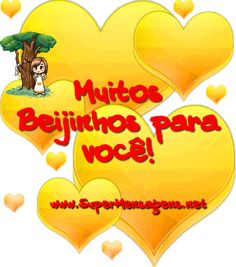 Muitos
Beijinhos para
você!
www.SuperMensagens.net